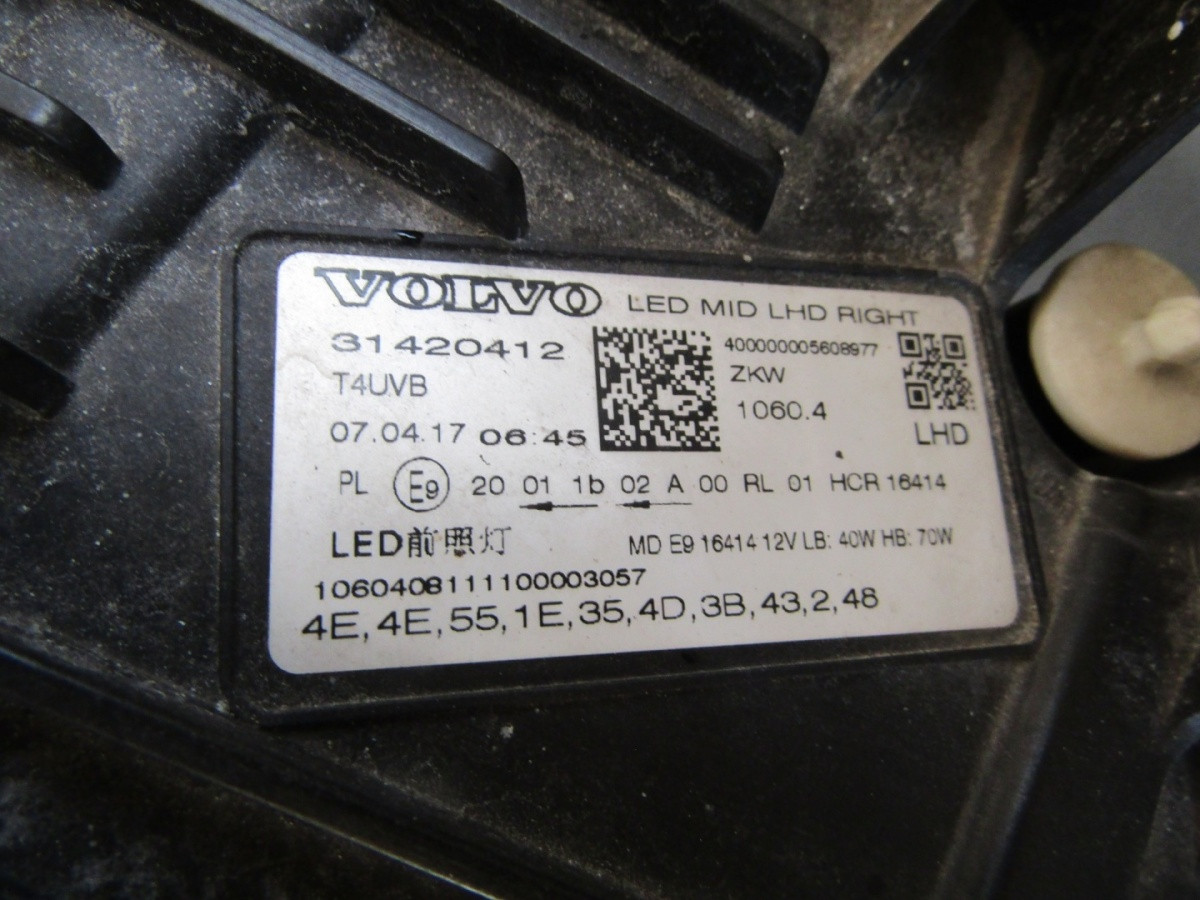 VOLVO LED MID LHD RIGHT
31420412 400000005608977
T4UVB ZKW
1060.4
07.04.17 06:45 LHD
PL E9 20 01 1b 02 A 00 RL 01 HCR 16414
LED前照灯 MD E9 16414 12V LB: 40W HB: 70W
1060408111100003057
4E,4E,55,1E,35,4D,3B,43,2,48